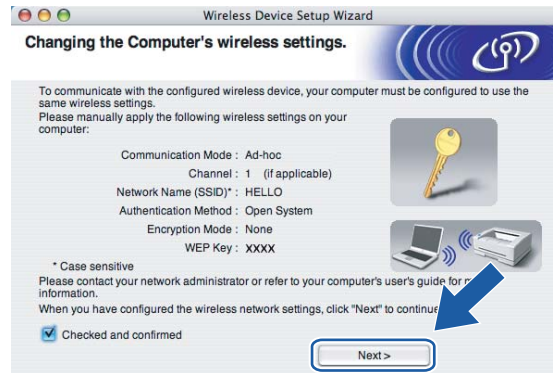 Wireless Device Setup Wizard
Changing the Computer's wireless settings.
To communicate with the configured wireless device, your computer must be configured to use the
same wireless settings.
Please manually apply the following wireless settings on your
computer:
Communication Mode : Ad-hoc
Channel : 1 (if applicable)
Network Name (SSID)* : HELLO
Authentication Method : Open System
Encryption Mode : None
WEP Key : XXXX
* Case sensitive
Please contact your network administrator or refer to your computer's user's guide for
information.
When you have configured the wireless network settings, click "Next" to continue
Checked and confirmed
Next >